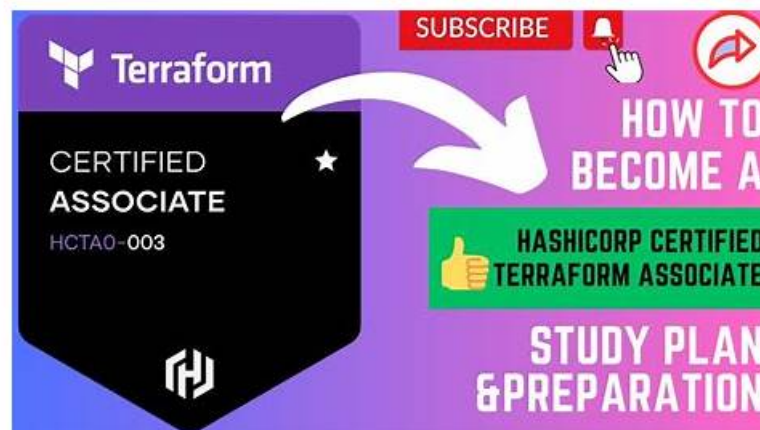 SUBSCRIBE
Terraform
CERTIFIED
ASSOCIATE
HCTA0-003
HOW TO
BECOME A
HASHICORP CERTIFIED
TERRAFORM ASSOCIATE
STUDY PLAN
&PREPARATION